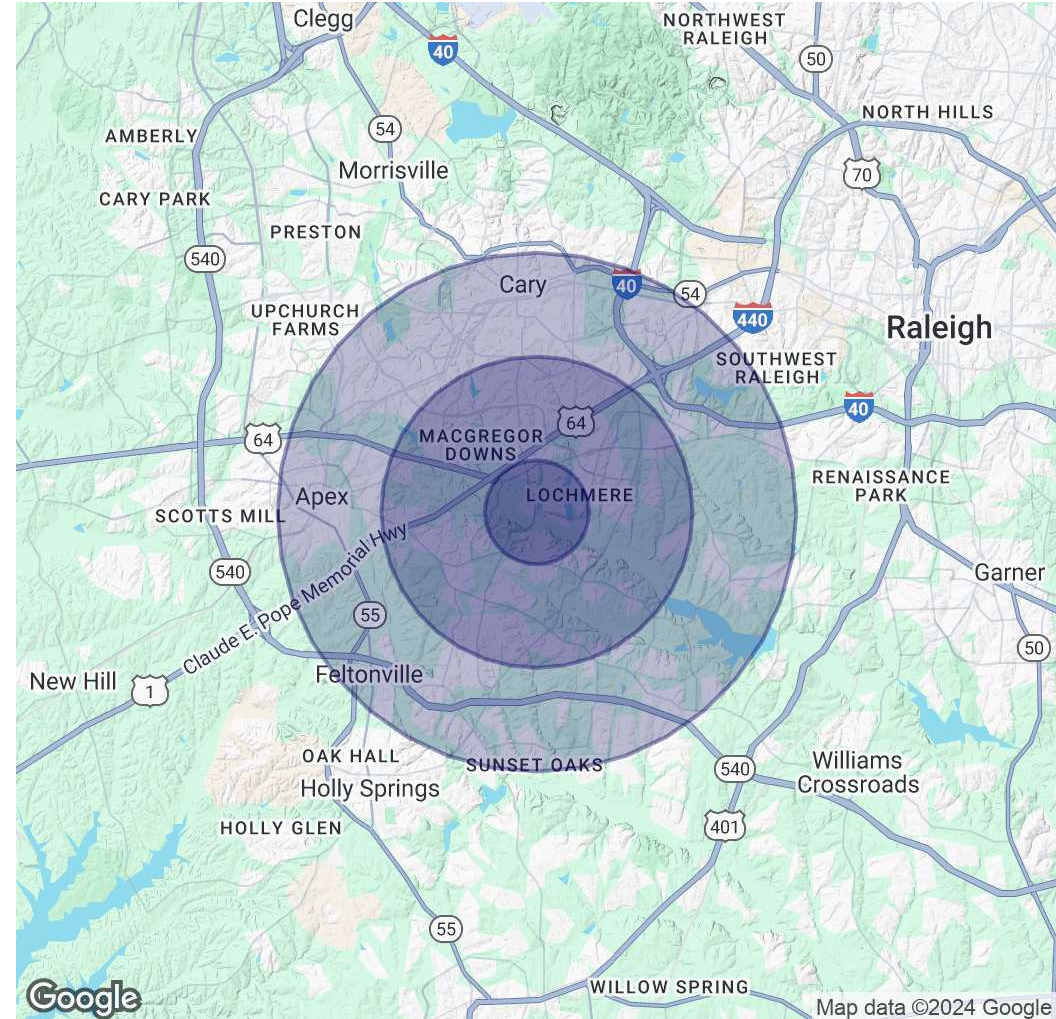 Clegg
NORTHWEST
RALEIGH
40
50
NORTH HILLS
54
AMBERLY
Morrisville
70
CARY PARK
PRESTON
540
Cary
40
54
UPCHURCH
FARMS
440
Raleigh
SOUTHWEST
RALEIGH
40
64
64
MACGREGOR
DOWNS
RENAISSANCE
PARK
Apex
LOCHMERE
SCOTTS MILL
Claude E. Pope Memorial Hwy
540
Garner
55
50
New Hill
1
Feltonville
OAK HALL
SUNSET OAKS
540
Williams
Crossroads
Holly Springs
HOLLY GLEN
401
55
WILLOW SPRING
Google
Map data ©2024 Google